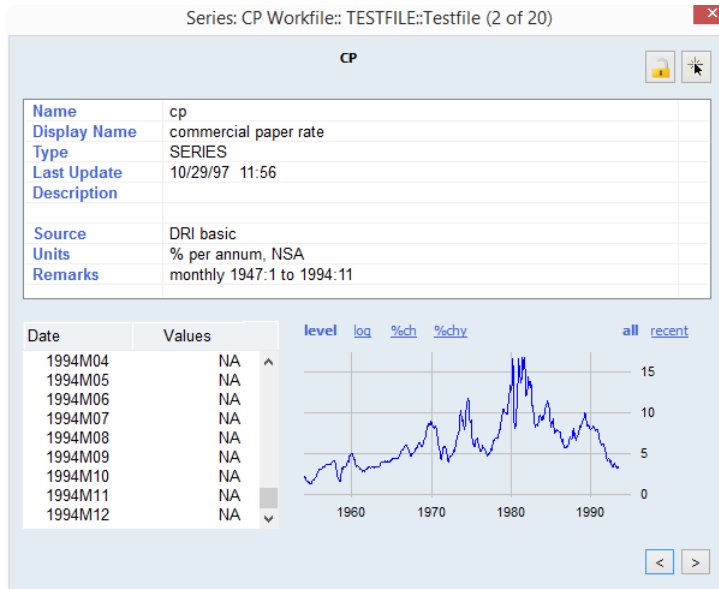 Series: CP Workfile:: TESTFILE::Testfile (2 of 20)
CP
Name cp
Display Name commercial paper rate
Type SERIES
Last Update 10/29/97 11:56
Description
Source DRI basic
Units % per annum, NSA
Remarks monthly 1947:1 to 1994:11
Date Values
1994M04 NA
1994M05 NA
1994M06 NA
1994M07 NA
1994M08 NA
1994M09 NA
1994M10 NA
1994M11 NA
1994M12 NA
level log %ch %chy all recent
15
10
5
0
1960 1970 1980 1990
< >